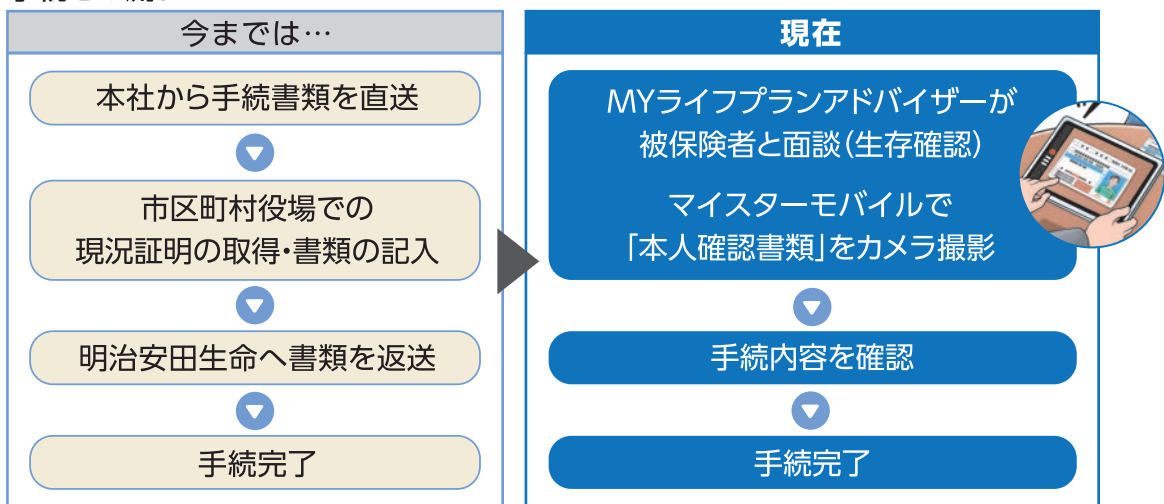 今までは…
本社から手続書類を直送
市区町村役場での
現況証明の取得・書類の記入
明治安田生命へ書類を返送
手続完了
現在
MYライフプランアドバイザーが
被保険者と面談(生存確認)
マイスターモバイルで
「本人確認書類」をカメラ撮影
手続内容を確認
手続完了